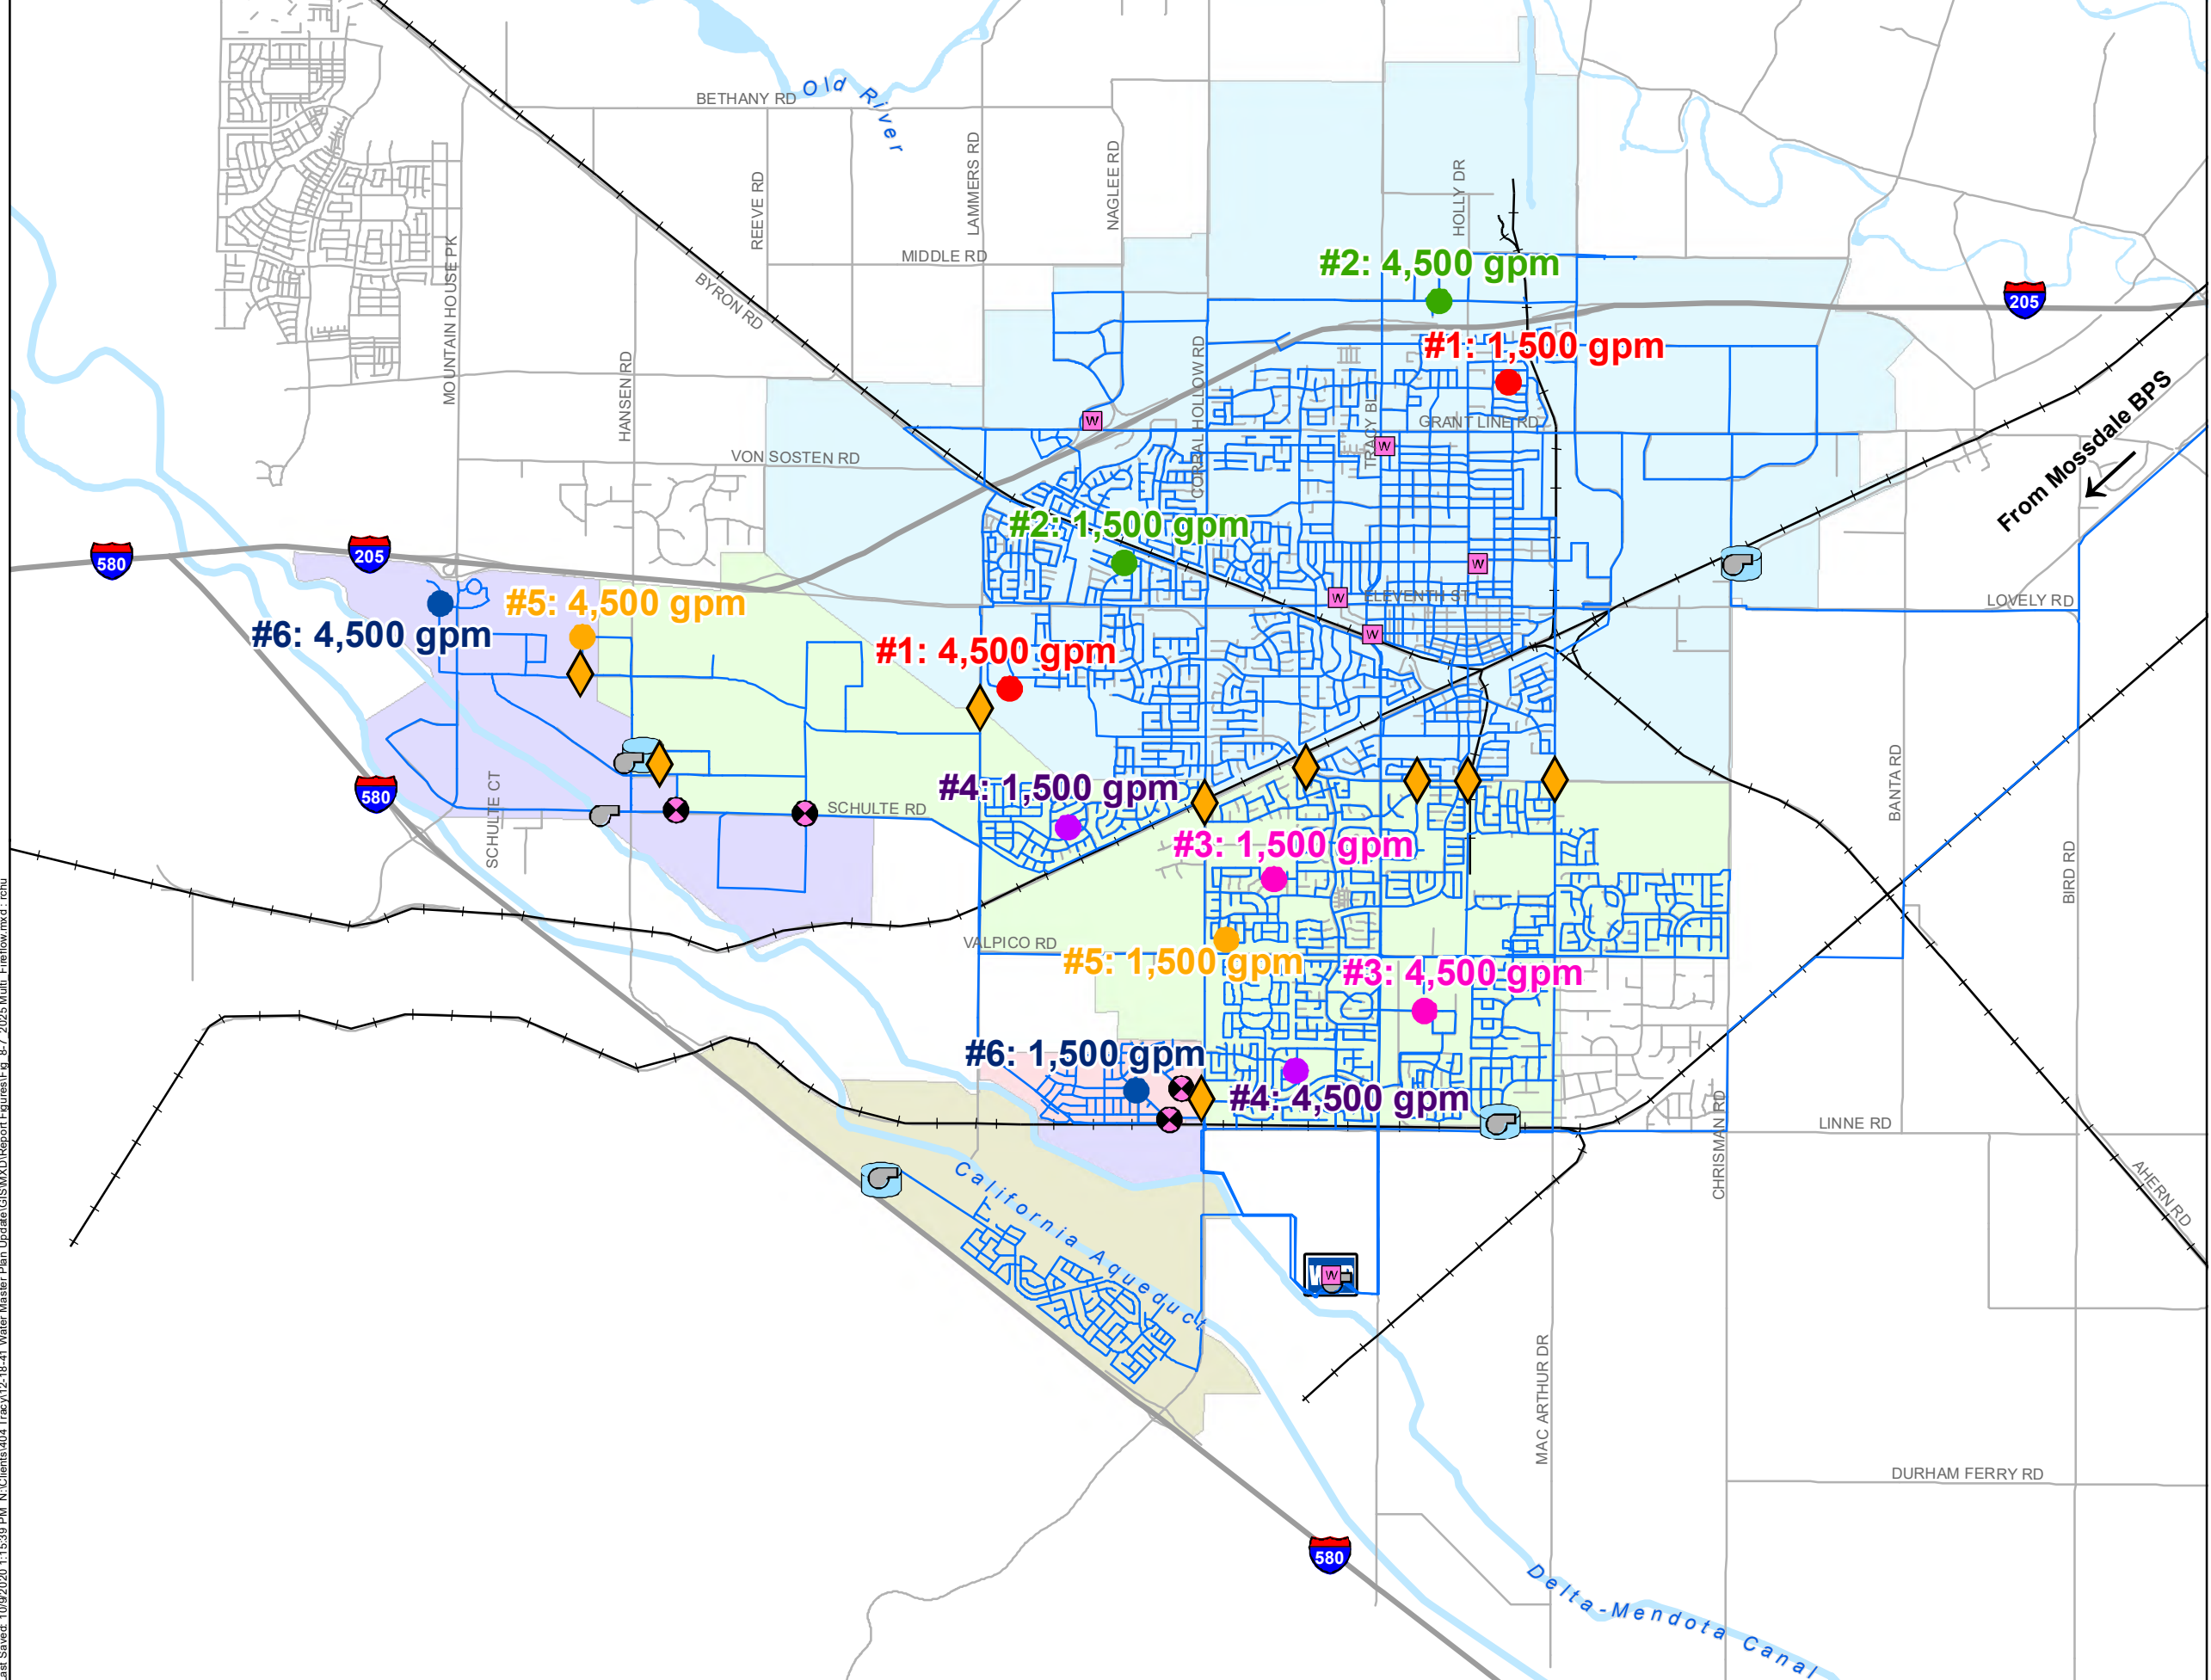 BETHANY RD
Old River
REEVE RD
LAMMERS RD
NAGLEE RD
HOLLY DR
MOUNTAIN HOUSE PK
MIDDLE RD
BYRON RD
#2: 4,500 gpm
205
#1: 1,500 gpm
HANSEN RD
CORRAL HOLLOW RD
TRACY BL
GRANT LINE RD
W
W
VON SOSTEN RD
From Mossdale BPS
#2: 1,500 gpm
580
205
W
W
ELEVENTH ST
LOVELY RD
#5: 4,500 gpm
#6: 4,500 gpm
W
#1: 4,500 gpm
580
SCHULTE CT
SCHULTE RD
#4: 1,500 gpm
BANTA RD
#3: 1,500 gpm
BIRD RD
VALPICO RD
#5: 1,500 gpm
#3: 4,500 gpm
#6: 1,500 gpm
#4: 4,500 gpm
LINNE RD
CHRISMAN RD
AHERN RD
California Aqueduct
W
MAC ARTHUR DR
DURHAM FERRY RD
580
Delta-Mendota Canal